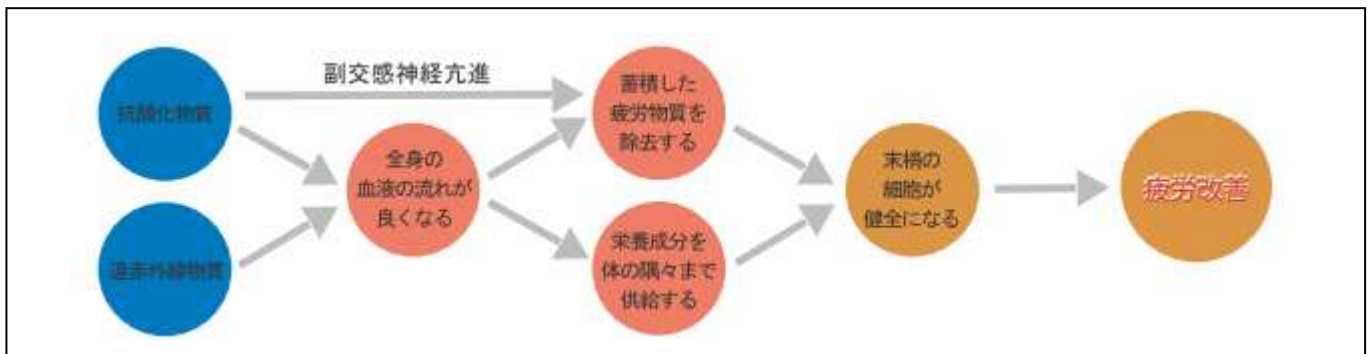 副交感神経亢進
抗酸化物質
遠赤外線物質
全身の
血液の流れが
良くなる
蓄積した
疲労物質を
除去する
栄養成分を
体の隅々まで
供給する
末梢の
細胞が
健全になる
疲労改善